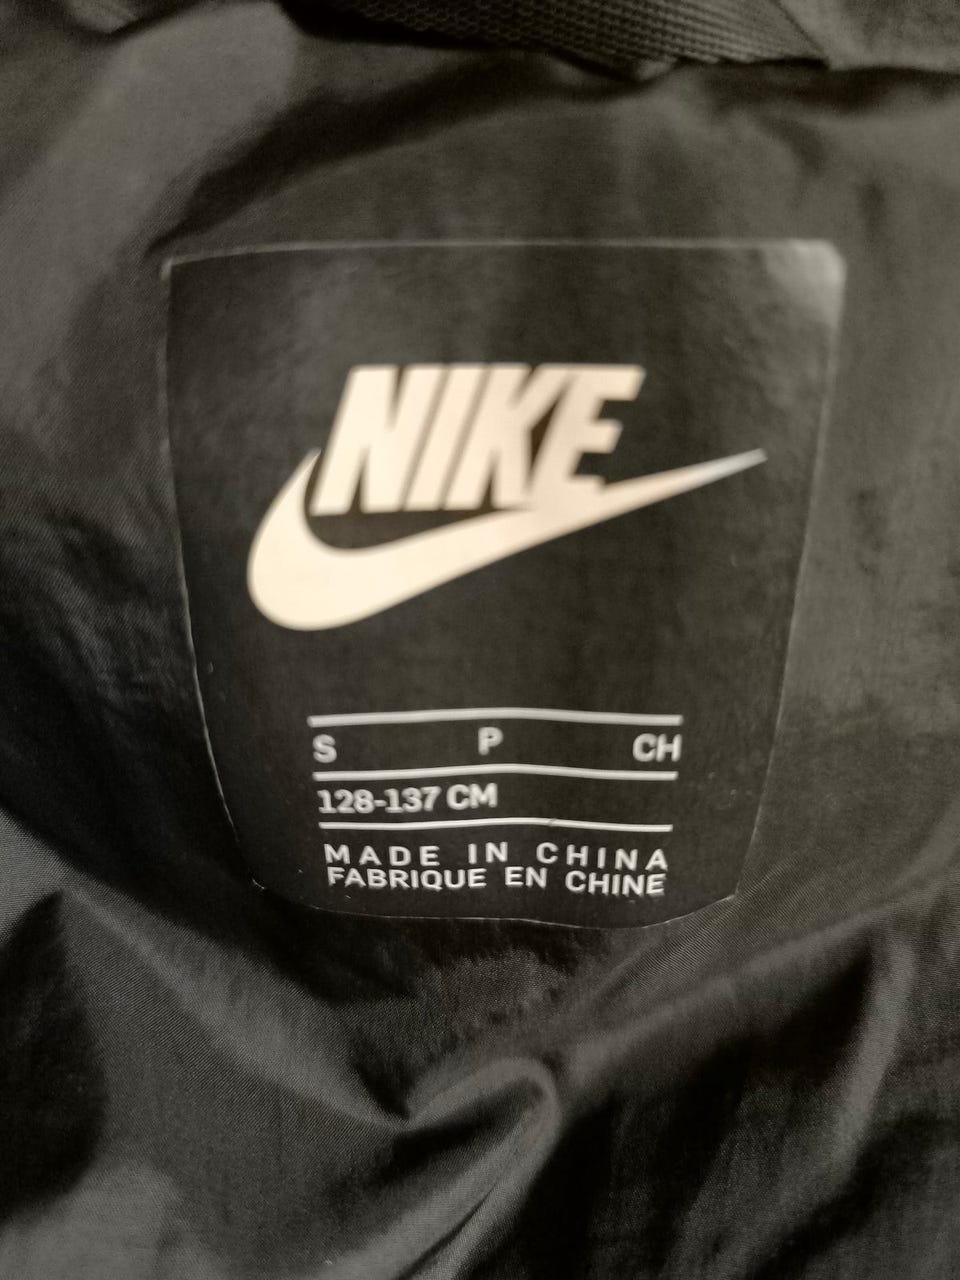 NIKE
S P CH
128-137 CM
MADE IN CHINA
FABRIQUE EN CHINE